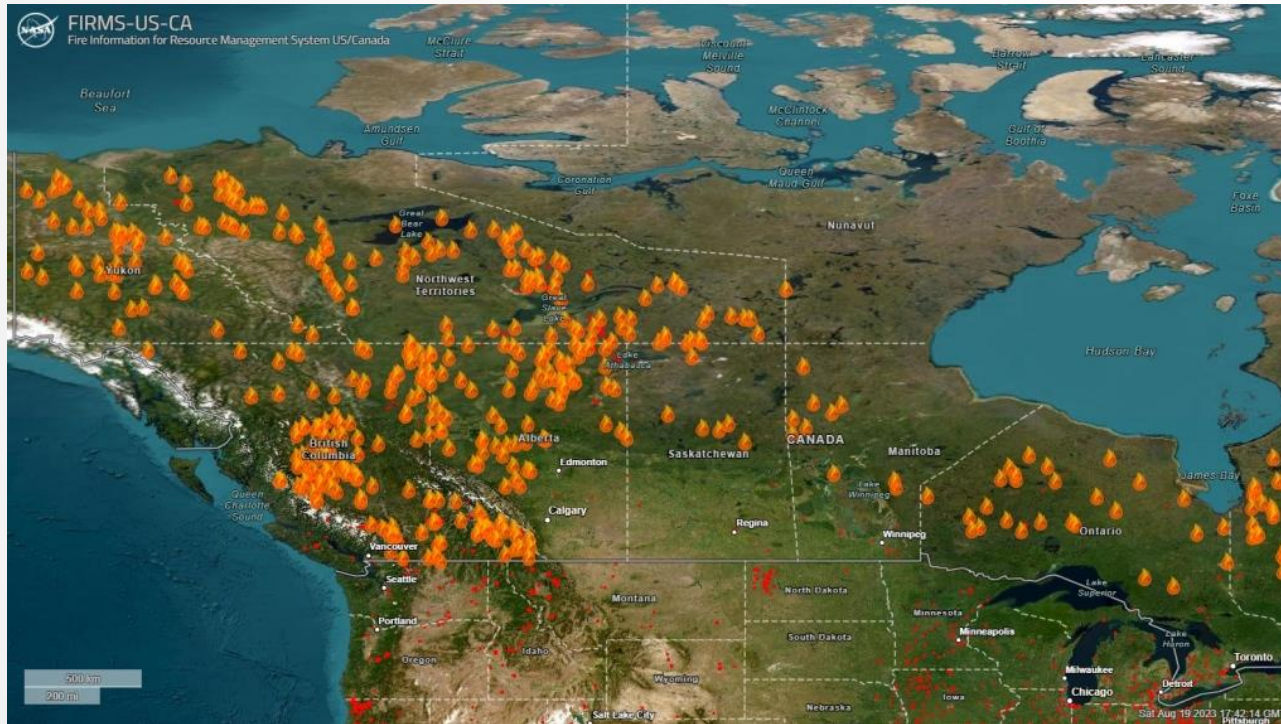 FIRMS-US-CA
Fire Information for Resource Management System US/Canada
NASA
McClure
Strait
Viscount
Melville
Sound
Barrow
Strait
Lancaster
Sound
Beaufort
Sea
McClintock
Channel
Amundsen
Gulf
Gulf of
Boothia
Coronation
Gulf
Queen
Maud Gulf
Foxe
Basin
Great
Bear
Lake
Nunavut
Yukon
Northwest
Territories
Great
Slave
Lake
Hudson Bay
Lake
Athabasca
British
Columbia
Alberta
Saskatchewan
CANADA
Manitoba
Edmonton
James Bay
Queen
Charlotte
Sound
Lake
Winnipeg
Calgary
Regina
Winnipeg
Ontario
Vancouver
Seattle
Lake
Superior
Montana
North Dakota
Minnesota
Portland
Minneapolis
South Dakota
Lake
Huron
Oregon
Idaho
Wyoming
Milwaukee
Toronto
500 km
200 mi
Iowa
Chicago
Detroit
Nebraska
Salt Lake City
Sat Aug 19 2023 17:42:14 GM
Pittsburgh